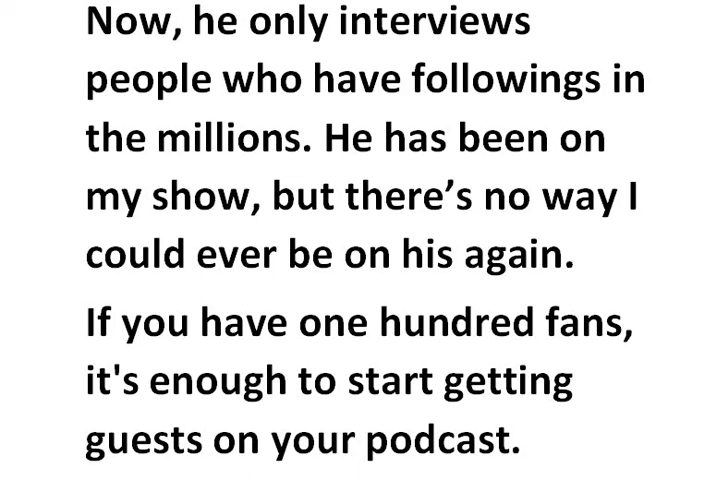 Now, he only interviews
people who have followings in
the millions. He has been on
my show, but there’s no way I
could ever be on his again.
If you have one hundred fans,
it's enough to start getting
guests on your podcast.